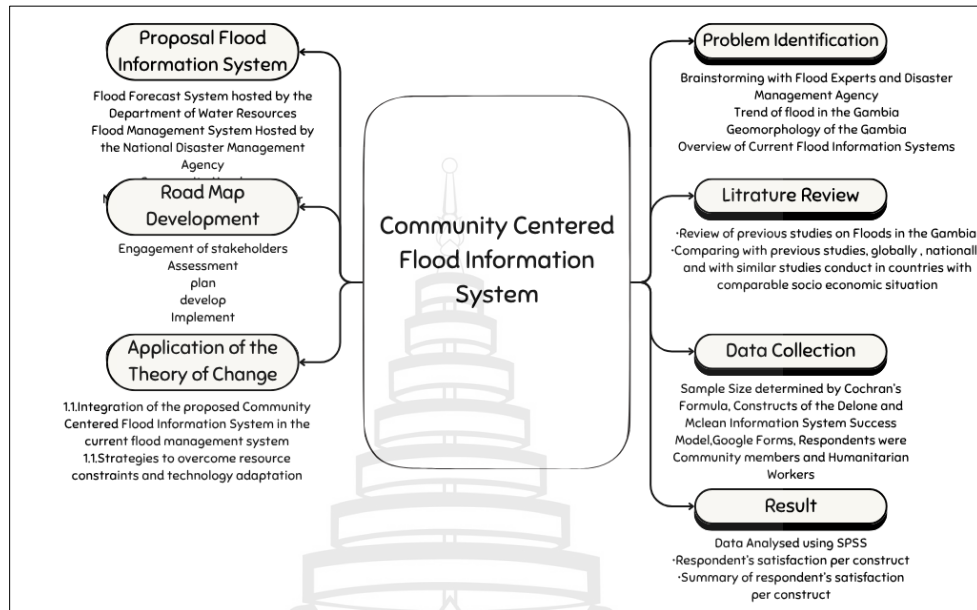 Proposal Flood
Information System
Flood Forecast System hosted by the
Department of Water Resources
Flood Management System Hosted by
the National Disaster Management
Agency
Road Map
Development
Engagement of stakeholders
Assessment
plan
develop
Implement
Application of the
Theory of Change
1.1.Integration of the proposed Community
Centered Flood Information System in the
current flood management system
1.1.Strategies to overcome resource
constraints and technology adaptation
Community Centered
Flood Information
System
Problem Identification
Brainstorming with Flood Experts and Disaster
Management Agency
Trend of flood in the Gambia
Geomorphology of the Gambia
Overview of Current Flood Information Systems
Litrature Review
·Review of previous studies on Floods in the Gambia
·Comparing with previous studies, globally , nationall
and with similar studies conduct in countries with
comparable socio economic situation
Data Collection
Sample Size determined by Cochran's
Formula, Constructs of the Delone and
Mclean Information System Success
Model,Google Forms, Respondents were
Community members and Humanitarian
Workers
Result
Data Analysed using SPSS
·Respondent's satisfaction per construct
·Summary of respondent's satisfaction
per construct